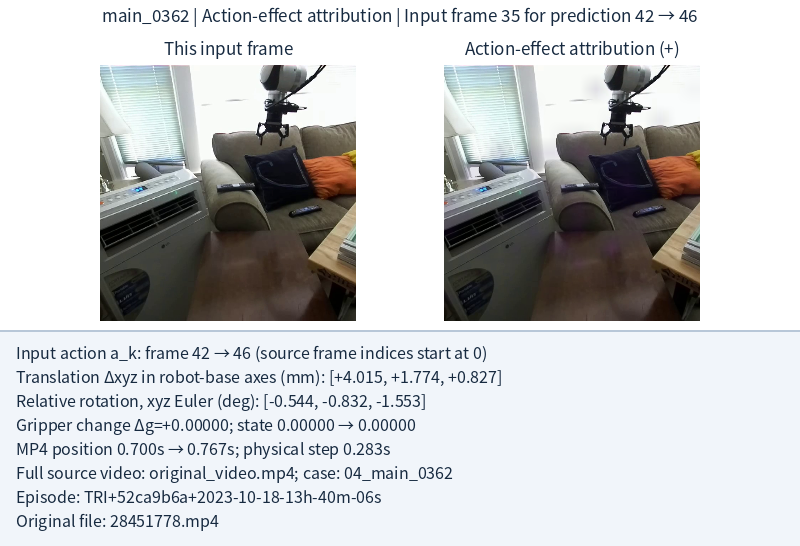 main_0362 | Action-effect attribution | Input frame 35 for prediction 42 → 46
This input frame
Action-effect attribution (+)
Input action a_k: frame 42 → 46 (source frame indices start at 0)
Translation Δxyz in robot-base axes (mm): [+4.015, +1.774, +0.827]
Relative rotation, xyz Euler (deg): [-0.544, -0.832, -1.553]
Gripper change Δg=+0.00000; state 0.00000 → 0.00000
MP4 position 0.700s → 0.767s; physical step 0.283s
Full source video: original_video.mp4; case: 04_main_0362
Episode: TRI+52ca9b6a+2023-10-18-13h-40m-06s
Original file: 28451778.mp4